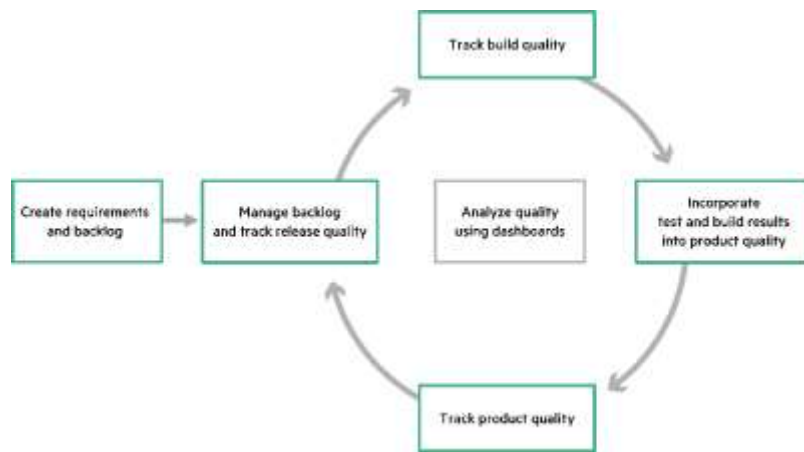 Track build quality
Create requirements
and backlog
Manage backlog
and track release quality
Analyze quality
using dashboards
Incorporate
test and build results
into product quality
Track product quality